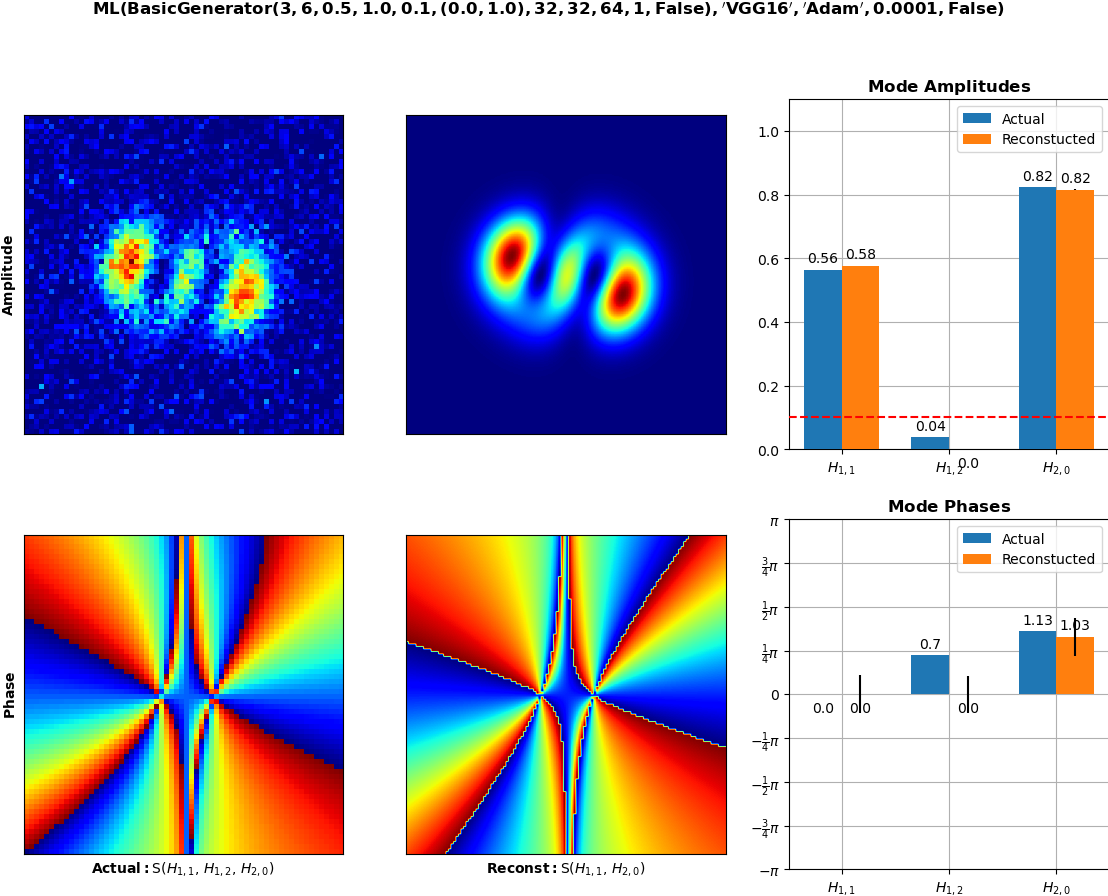 ML(BasicGenerator(3, 6, 0.5, 1.0, 0.1, (0.0, 1.0), 32, 32, 64, 1, False), 'VGG16', 'Adam', 0.0001, False)
Amplitude
Mode Amplitudes
Actual
Reconstucted
1.0
0.8
0.6
0.4
0.2
0.0
0.56
0.58
0.04
0.0
0.82
0.82
H1,1
H1,2
H2,0
Phase
Actual: S(H1,1, H1,2, H2,0)
Reconst: S(H1,1, H2,0)
Mode Phases
Actual
Reconstucted
π
3/4π
1/2π
1/4π
0
−1/4π
−1/2π
−3/4π
−π
0.0
0.0
0.7
0.0
1.13
1.03
H1,1
H1,2
H2,0